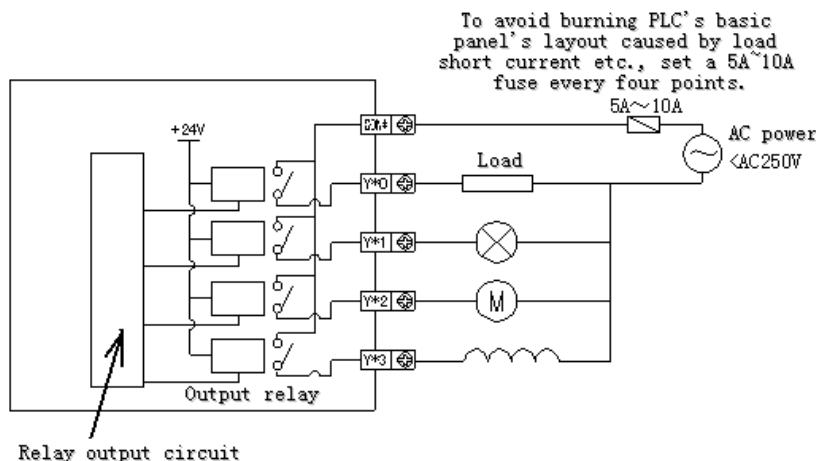 To avoid burning PLC's basic
panel's layout caused by load
short current etc., set a 5A~10A
fuse every four points.
5A～10A
COM#
+24V
AC power
<AC250V
Load
Y*0
Y*1
Y*2
M
Y*3
Output relay
Relay output circuit